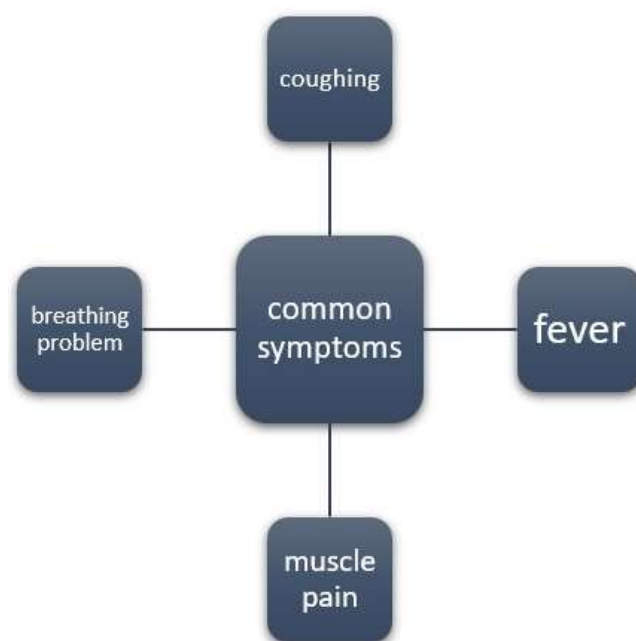 coughing
breathing
problem
common
symptoms
fever
muscle
pain